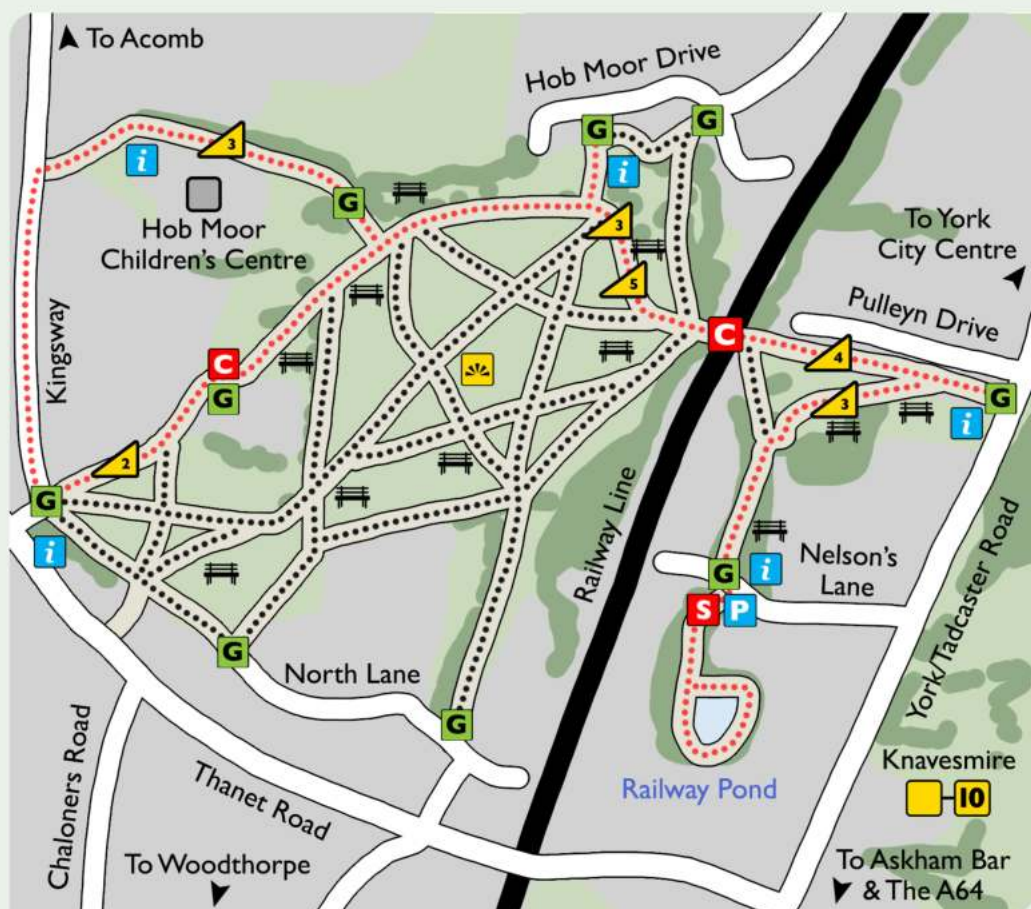 To Acomb
Hob Moor Drive
G
G
3
i
i
G
Hob Moor
Children's Centre
To York
City Centre
3
5
Pulleyn Drive
Kingsway
C
C
G
4
3
G
i
2
G
i
Railway Line
York/Tadcaster Road
Nelson's
Lane
G
i
S
P
G
North Lane
G
Chaloners Road
Thanet Road
Railway Pond
Knavesmire
10
To Woodthorpe
To Askham Bar
& The A64